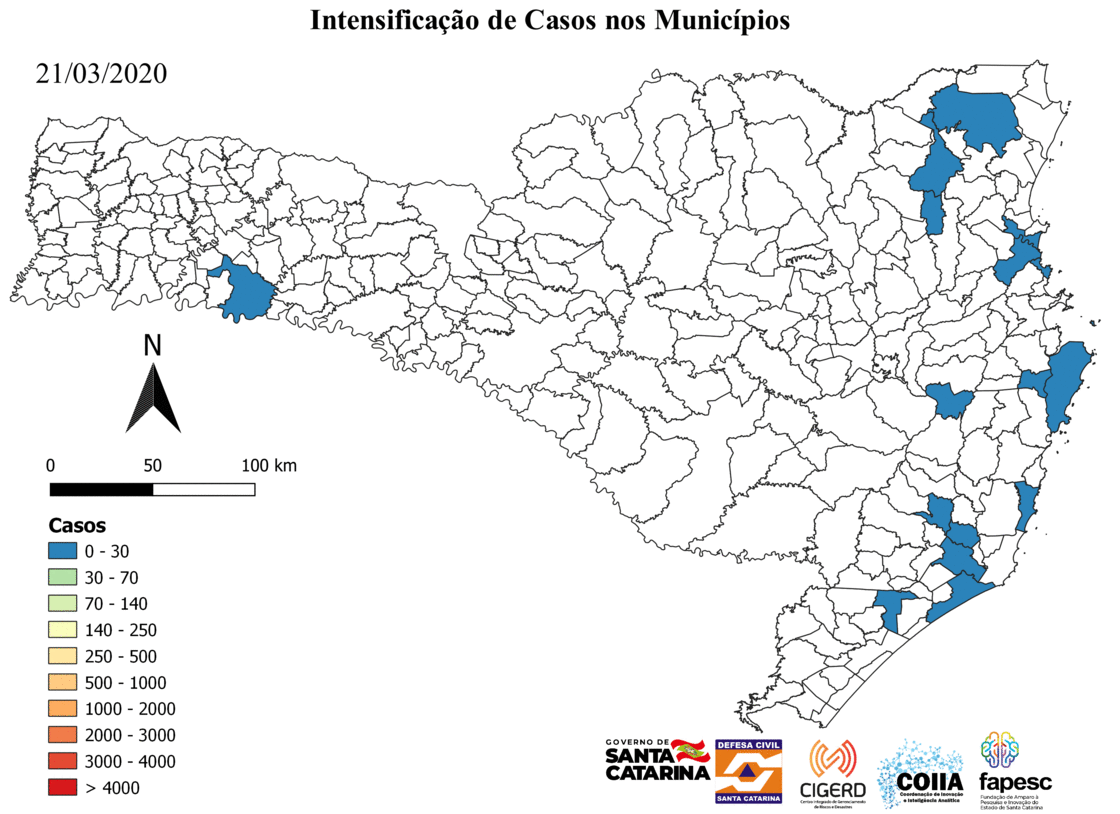 Intensificação de Casos nos Municípios
21/03/2020
N
0 50 100 km
Casos
0 - 30
30 - 70
70 - 140
140 - 250
250 - 500
500 - 1000
1000 - 2000
2000 - 3000
3000 - 4000
> 4000
GOVERNO DE
SANTA
CATARINA
DEFESA CIVIL
SANTA CATARINA
CIGERD
Centro Integrado de Gerenciamento
de Riscos e Desastres
COIIA
Coordenação de Inovação
e Inteligência Analítica
fapesc
Fundação de Amparo à
Pesquisa e Inovação do
Estado de Santa Catarina